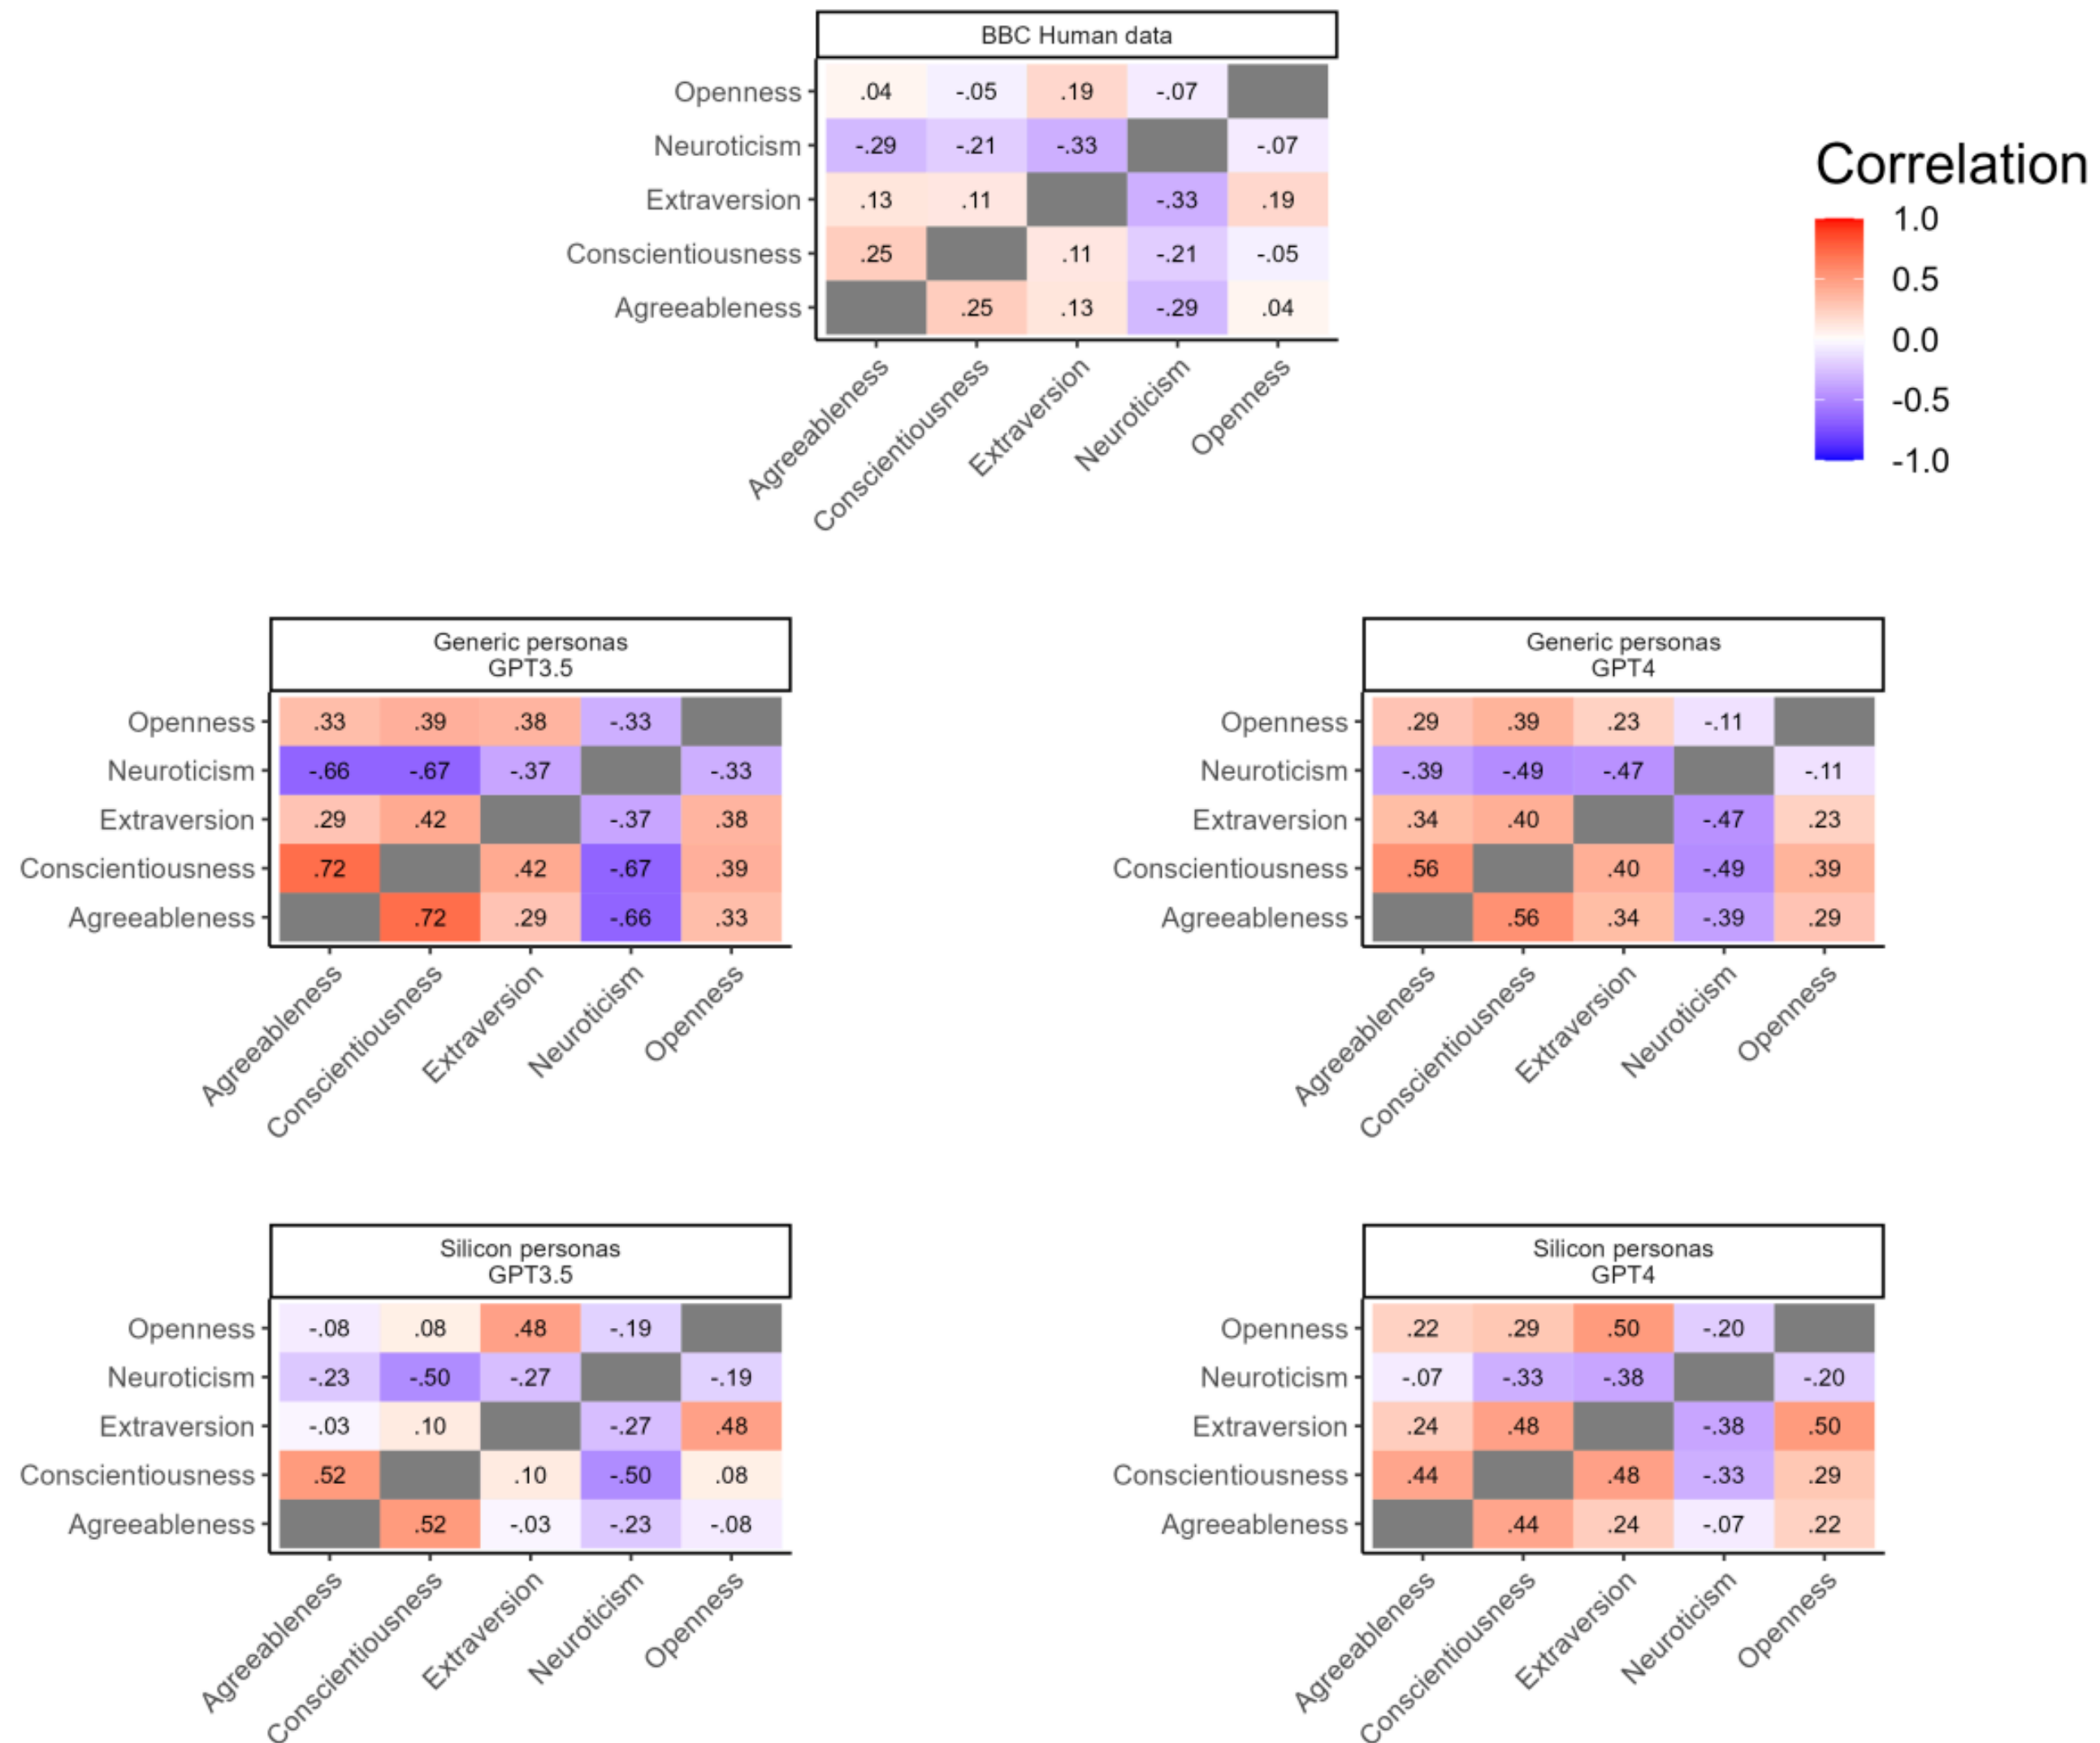 BBC Human data
Openness .04 -.05 .19 -.07
Neuroticism -.29 -.21 -.33 -.07
Extraversion .13 .11 -.33 .19
Conscientiousness .25 .11 -.21 -.05
Agreeableness .25 .13 -.29 .04
Agreeableness Conscientiousness Extraversion Neuroticism Openness
Correlation
1.0
0.5
0.0
-0.5
-1.0
Generic personas
GPT3.5
Openness .33 .39 .38 -.33
Neuroticism -.66 -.67 -.37 -.33
Extraversion .29 .42 -.37 .38
Conscientiousness .72 .42 -.67 .39
Agreeableness .72 .29 -.66 .33
Agreeableness Conscientiousness Extraversion Neuroticism Openness
Generic personas
GPT4
Openness .29 .39 .23 -.11
Neuroticism -.39 -.49 -.47 -.11
Extraversion .34 .40 -.47 .23
Conscientiousness .56 .40 -.49 .39
Agreeableness .56 .34 -.39 .29
Agreeableness Conscientiousness Extraversion Neuroticism Openness
Silicon personas
GPT3.5
Openness -.08 .08 .48 -.19
Neuroticism -.23 -.50 -.27 -.19
Extraversion -.03 .10 -.27 .48
Conscientiousness .52 .10 -.50 .08
Agreeableness .52 -.03 -.23 -.08
Agreeableness Conscientiousness Extraversion Neuroticism Openness
Silicon personas
GPT4
Openness .22 .29 .50 -.20
Neuroticism -.07 -.33 -.38 -.20
Extraversion .24 .48 -.38 .50
Conscientiousness .44 .48 -.33 .29
Agreeableness .44 .24 -.07 .22
Agreeableness Conscientiousness Extraversion Neuroticism Openness